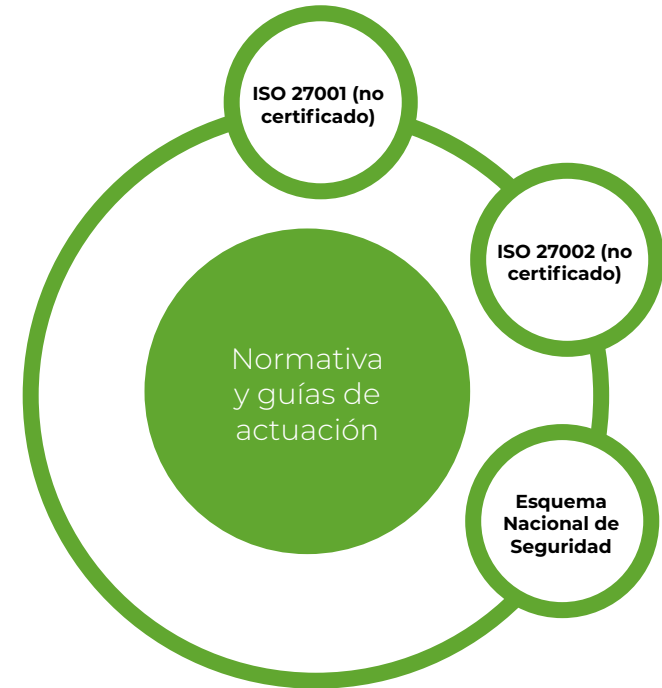 ISO 27001 (no
certificado)
ISO 27002 (no
certificado)
Normativa
y guías de
actuación
Esquema
Nacional de
Seguridad